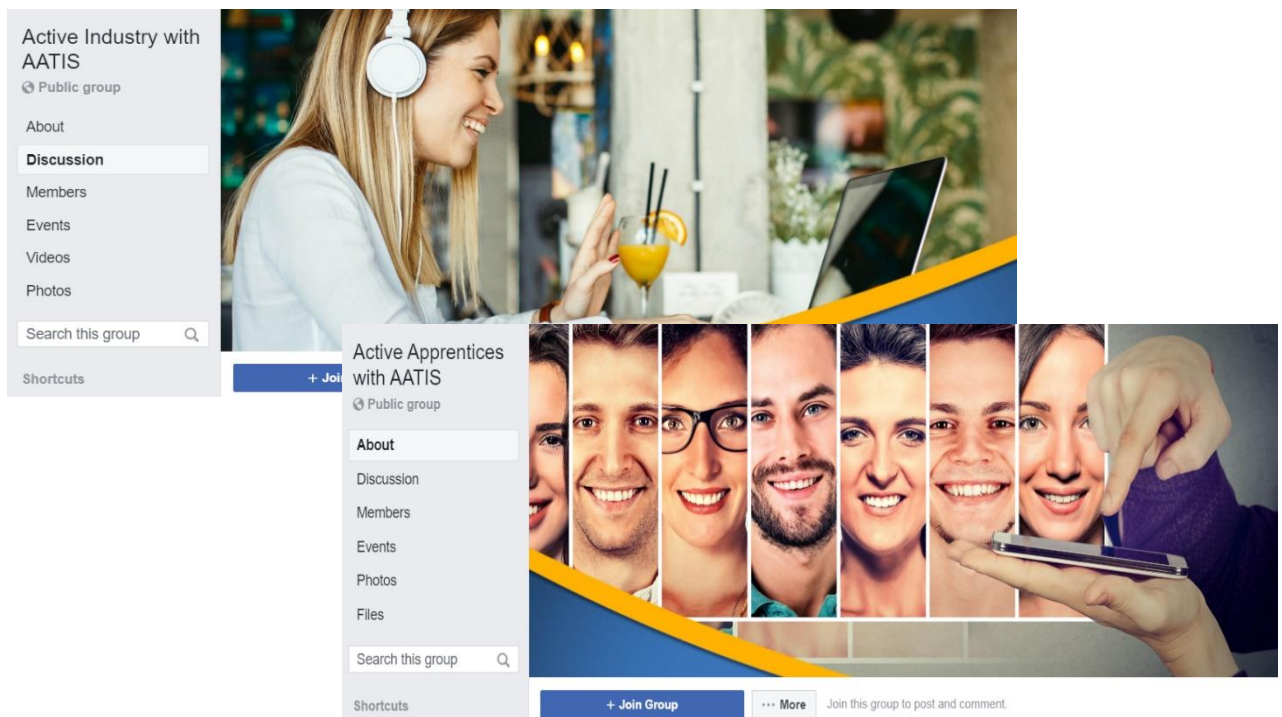 Active Industry with
AATIS
Public group
About
Discussion
Members
Events
Videos
Photos
Search this group
Shortcuts
+ Joi
Active Apprentices
with AATIS
Public group
About
Discussion
Members
Events
Photos
Files
Search this group
Shortcuts
+ Join Group
··· More
Join this group to post and comment.